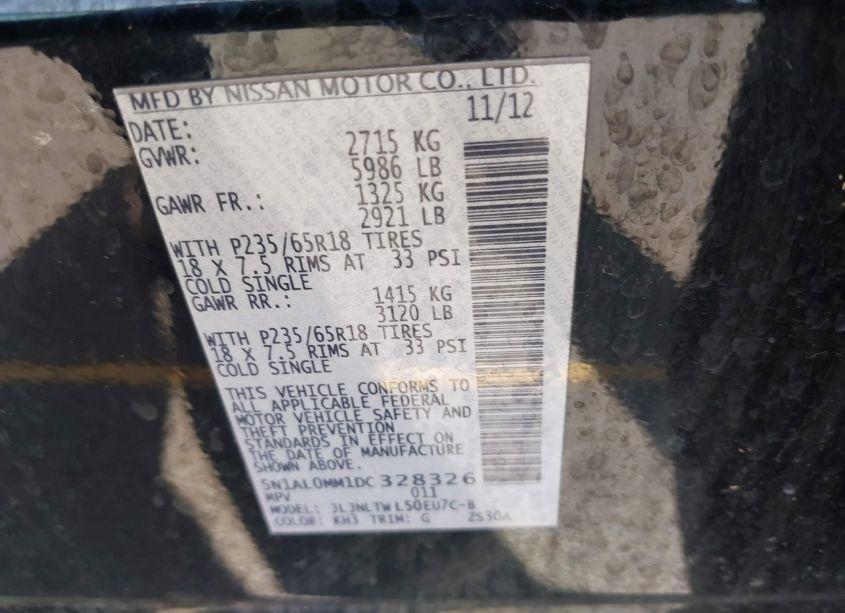 MFD BY NISSAN MOTOR CO., LTD.
DATE: 11/12
GVWR: 2715 KG
5986 LB
GAWR FR.: 1325 KG
2921 LB
WITH P235/65R18 TIRES
18 X 7.5 RIMS AT 33 PSI
COLD SINGLE
GAWR RR.: 1415 KG
3120 LB
WITH P235/65R18 TIRES
18 X 7.5 RIMS AT 33 PSI
COLD SINGLE
THIS VEHICLE CONFORMS TO
ALL APPLICABLE FEDERAL
MOTOR VEHICLE SAFETY AND
THEFT PREVENTION
STANDARDS IN EFFECT ON
THE DATE OF MANUFACTURE
SHOWN ABOVE.
5N1AL0MM1DC328326
MPV 011
MODEL: 3L3NLTW L50EU7C-B
COLOR: KH3 TRIM: G 2S30A